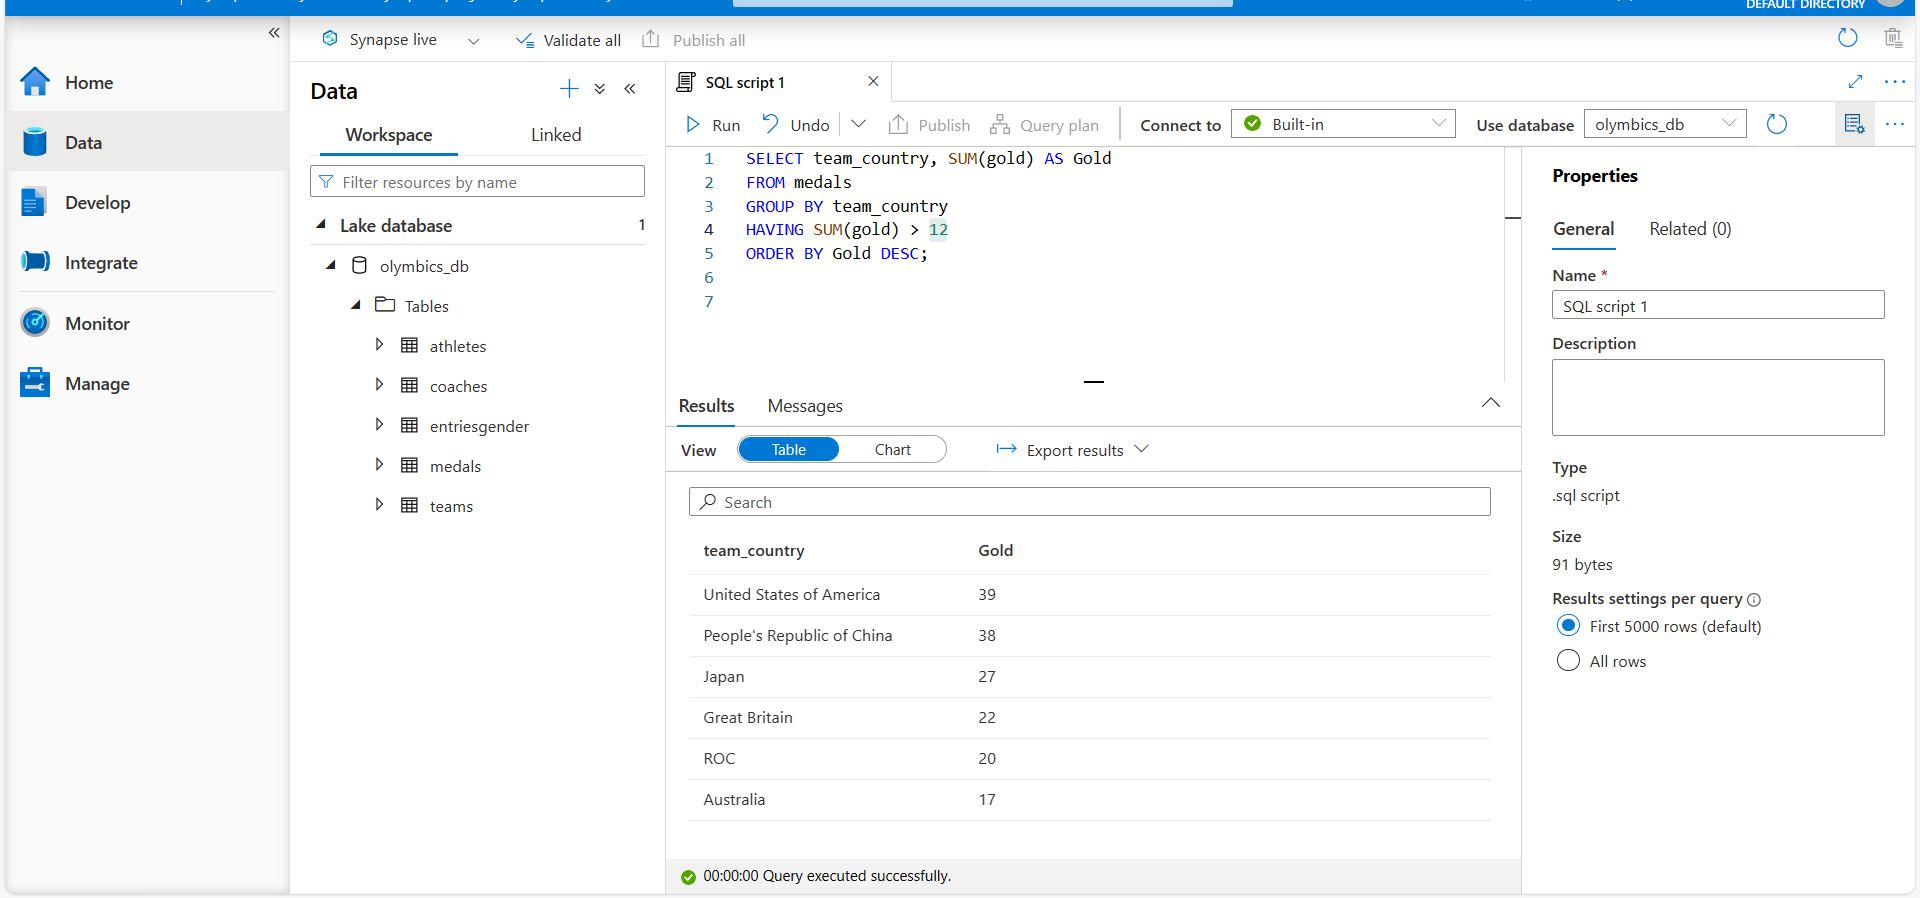 DEFAULT DIRECTORY
Synapse live
Validate all
Publish all
Home
Data
Develop
Integrate
Monitor
Manage
Data
Workspace
Linked
Filter resources by name
Lake database
1
olymbics_db
Tables
athletes
coaches
entriesgender
medals
teams
SQL script 1
Run
Undo
Publish
Query plan
Connect to
Built-in
Use database
olymbics_db
1 SELECT team_country, SUM(gold) AS Gold
2 FROM medals
3 GROUP BY team_country
4 HAVING SUM(gold) > 12
5 ORDER BY Gold DESC;
6
7
Results
Messages
View
Table
Chart
Export results
Search
team_country Gold
United States of America 39
People's Republic of China 38
Japan 27
Great Britain 22
ROC 20
Australia 17
00:00:00 Query executed successfully.
Properties
General
Related (0)
Name *
SQL script 1
Description
Type
.sql script
Size
91 bytes
Results settings per query
First 5000 rows (default)
All rows